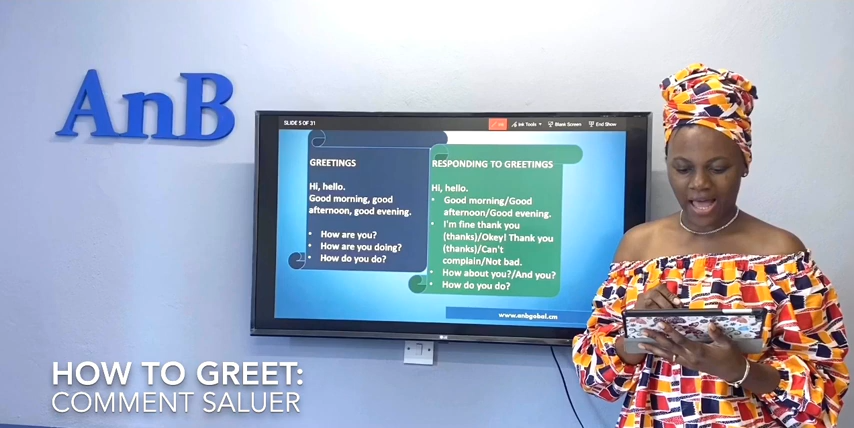 AnB
SLIDE 5 OF 31
Ink Tools
Blank Screen
End Show
GREETINGS
Hi, hello.
Good morning, good
afternoon, good evening.
• How are you?
• How are you doing?
• How do you do?
RESPONDING TO GREETINGS
Hi, hello.
• Good morning/Good
afternoon/Good evening.
• I'm fine thank you
(thanks)/Okey! Thank you
(thanks)/Can't
complain/Not bad.
• How about you?/And you?
• How do you do?
www.anbgobal.cm
LG
HOW TO GREET:
COMMENT SALUER